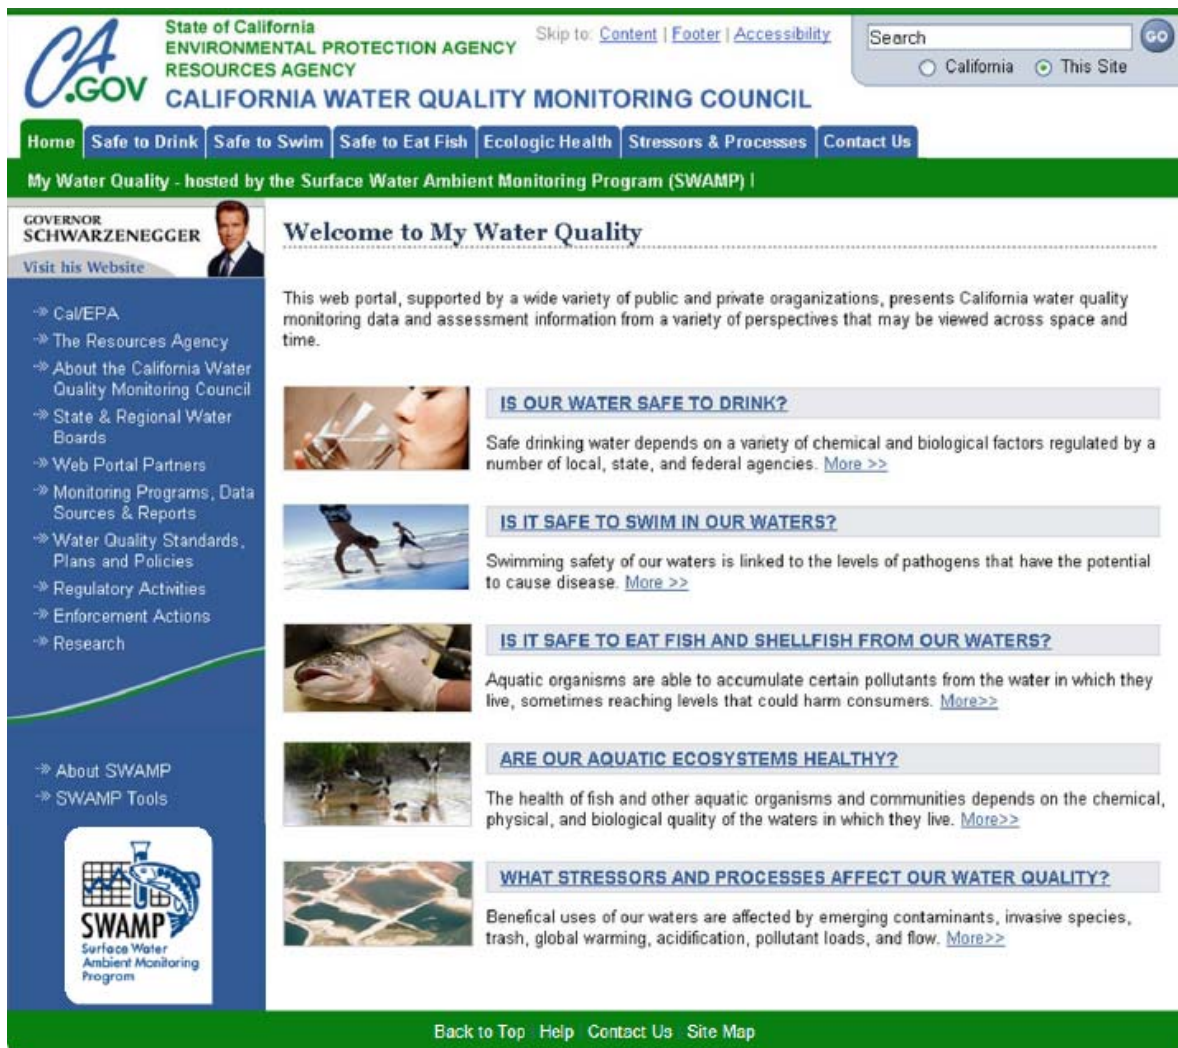 CA.GOV
State of California
ENVIRONMENTAL PROTECTION AGENCY
RESOURCES AGENCY
CALIFORNIA WATER QUALITY MONITORING COUNCIL
Skip to: Content | Footer | Accessibility
Search
GO
California This Site
Home Safe to Drink Safe to Swim Safe to Eat Fish Ecologic Health Stressors & Processes Contact Us
My Water Quality - hosted by the Surface Water Ambient Monitoring Program (SWAMP) |
GOVERNOR
SCHWARZENEGGER
Visit his Website
Cal/EPA
The Resources Agency
About the California Water
Quality Monitoring Council
State & Regional Water
Boards
Web Portal Partners
Monitoring Programs, Data
Sources & Reports
Water Quality Standards,
Plans and Policies
Regulatory Activities
Enforcement Actions
Research
About SWAMP
SWAMP Tools
SWAMP
Surface Water
Ambient Monitoring
Program
Welcome to My Water Quality
This web portal, supported by a wide variety of public and private oraganizations, presents California water quality
monitoring data and assessment information from a variety of perspectives that may be viewed across space and
time.
IS OUR WATER SAFE TO DRINK?
Safe drinking water depends on a variety of chemical and biological factors regulated by a
number of local, state, and federal agencies. More >>
IS IT SAFE TO SWIM IN OUR WATERS?
Swimming safety of our waters is linked to the levels of pathogens that have the potential
to cause disease. More >>
IS IT SAFE TO EAT FISH AND SHELLFISH FROM OUR WATERS?
Aquatic organisms are able to accumulate certain pollutants from the water in which they
live, sometimes reaching levels that could harm consumers. More>>
ARE OUR AQUATIC ECOSYSTEMS HEALTHY?
The health of fish and other aquatic organisms and communities depends on the chemical,
physical, and biological quality of the waters in which they live. More>>
WHAT STRESSORS AND PROCESSES AFFECT OUR WATER QUALITY?
Benefical uses of our waters are affected by emerging contaminants, invasive species,
trash, global warming, acidification, pollutant loads, and flow. More>>
Back to Top Help Contact Us Site Map